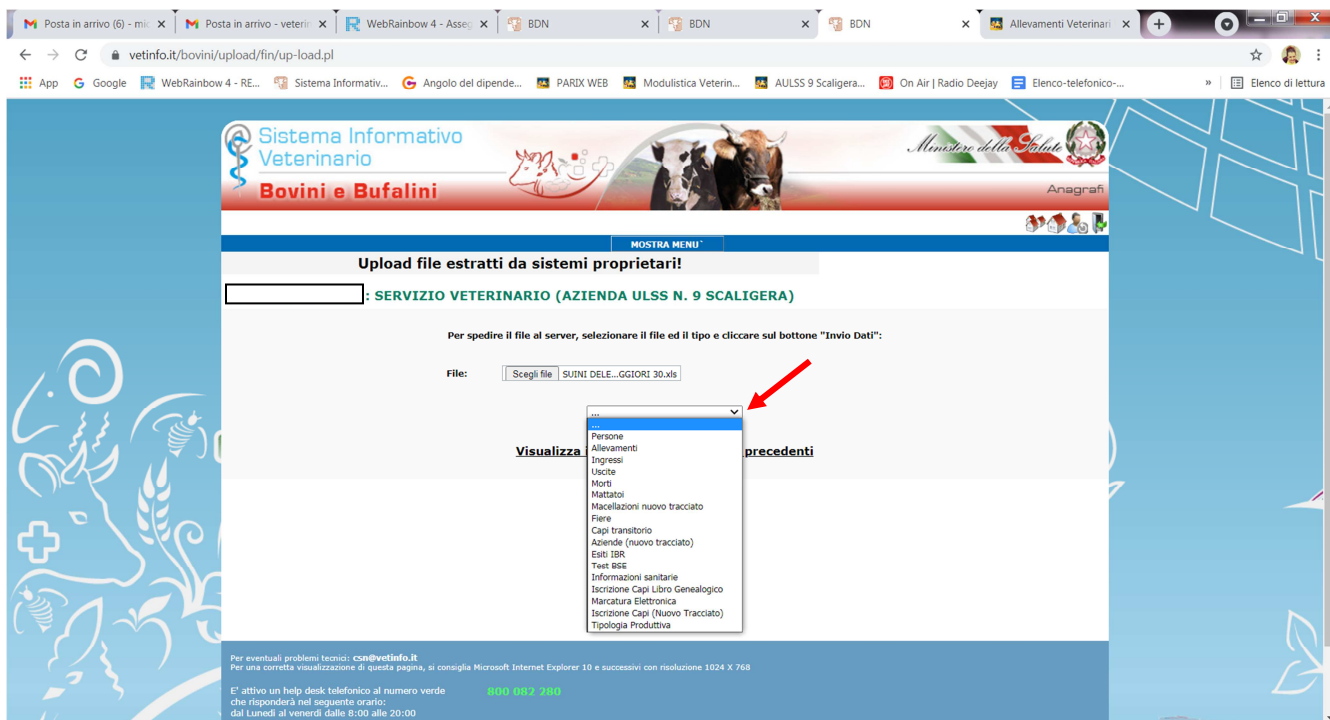 Posta in arrivo (6) - mic
Posta in arrivo - veterin
WebRainbow 4 - Asseg
BDN
BDN
BDN
Allevamenti Veterinari
vetinfo.it/bovini/upload/fin/up-load.pl
App
Google
WebRainbow 4 - RE...
Sistema Informativ...
Angolo del dipende...
PARIX WEB
Modulistica Veterin...
AULSS 9 Scaligera...
On Air | Radio Deejay
Elenco-telefonico-...
»
Elenco di lettura
Sistema Informativo
Veterinario
Bovini e Bufalini
Ministero della Salute
Anagrafi
MOSTRA MENU`
Upload file estratti da sistemi proprietari!
: SERVIZIO VETERINARIO (AZIENDA ULSS N. 9 SCALIGERA)
Per spedire il file al server, selezionare il file ed il tipo e cliccare sul bottone "Invio Dati":
File: Scegli file SUINI DELE...GGIORI 30.xls
...
...
Persone
Allevamenti
Ingressi
Uscite
Morti
Mattatoi
Macellazioni nuovo tracciato
Fiere
Capi transitorio
Aziende (nuovo tracciato)
Esiti IBR
Test BSE
Informazioni sanitarie
Iscrizione Capi Libro Genealogico
Marcatura Elettronica
Iscrizione Capi (Nuovo Tracciato)
Tipologia Produttiva
Visualizza precedenti
Per eventuali problemi tecnici: csn@vetinfo.it
Per una corretta visualizzazione di questa pagina, si consiglia Microsoft Internet Explorer 10 e successivi con risoluzione 1024 X 768
E' attivo un help desk telefonico al numero verde 800 082 280
che risponderà nel seguente orario:
dal Lunedì al venerdì dalle 8:00 alle 20:00